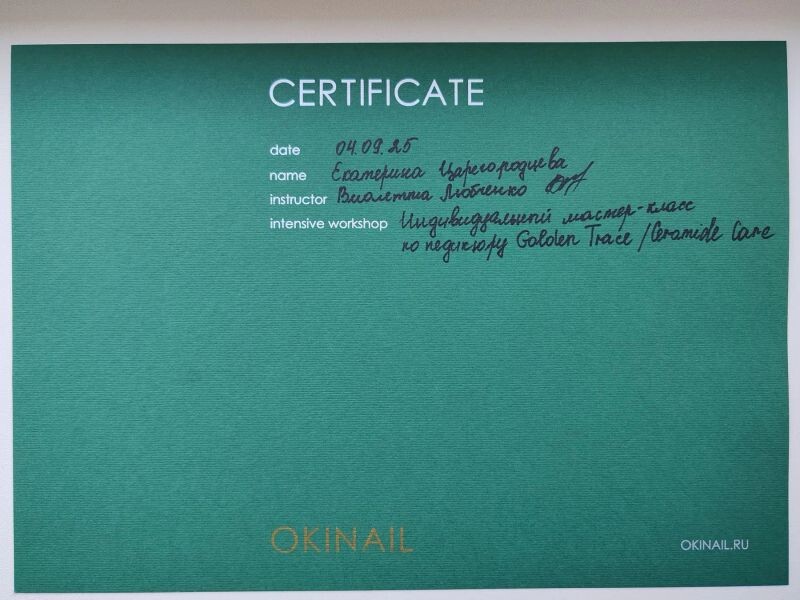 CERTIFICATE
date 04.09.25
name Екатерина Царегородцева
instructor Виолетта Любченко
intensive workshop Индивидуальный мастер-класс
по педикюру Golden Trace / Ceramide Care
OKINAIL
OKINAIL.RU